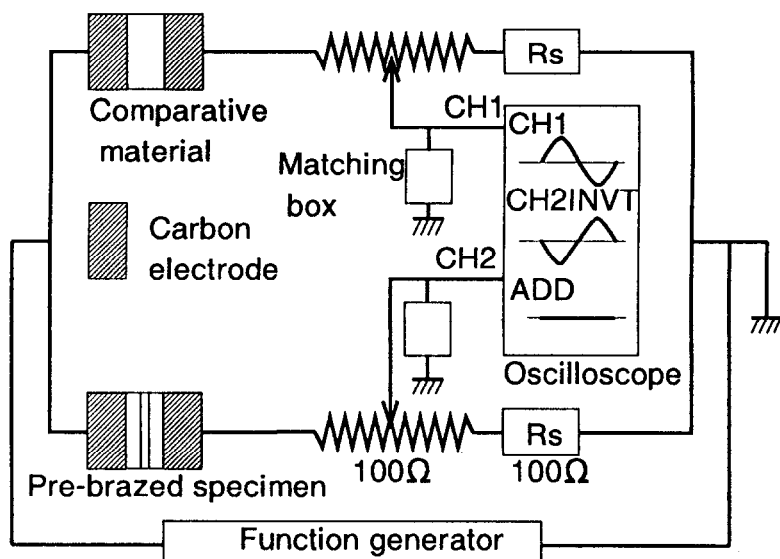 Rs
Comparative
material
CH1
CH1
Matching
box
CH2INVT
Carbon
electrode
CH2
ADD
Oscilloscope
Rs
100Ω
100Ω
Pre-brazed specimen
Function generator